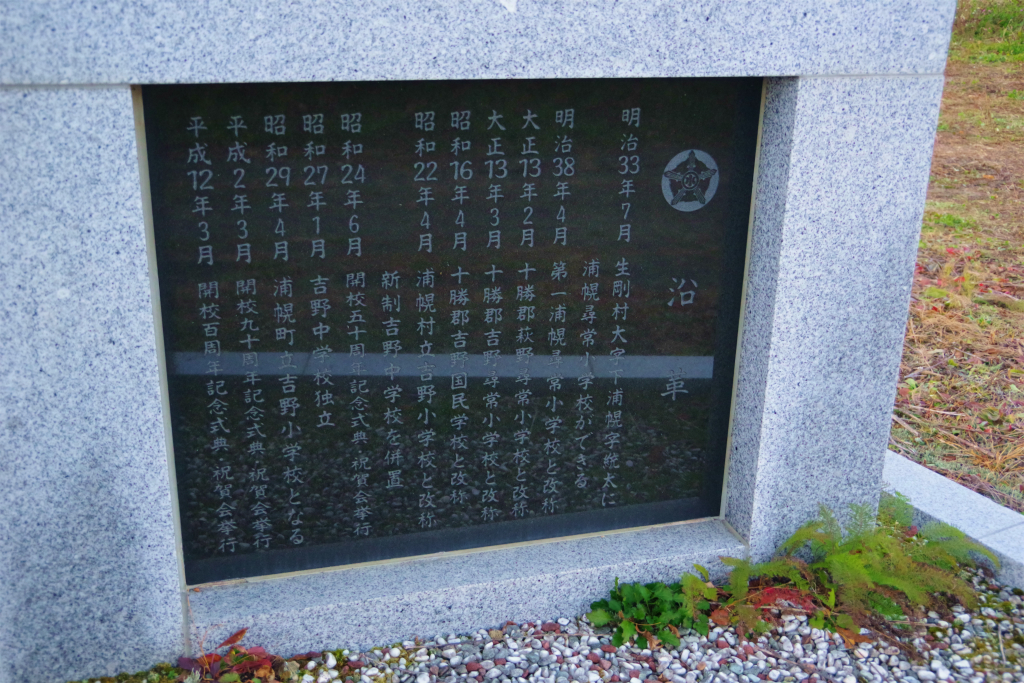 沿革
明治33年7月 生剛村大字下浦幌字統太に
浦幌尋常小学校ができる
明治38年4月 第一浦幌尋常小学校と改称
大正13年2月 十勝郡萩野尋常小学校と改称
大正13年3月 十勝郡吉野尋常小学校と改称
昭和16年4月 十勝郡吉野国民学校と改称
昭和22年4月 浦幌村立吉野小学校と改称
新制吉野中学校を併置
昭和24年6月 開校五十周年記念式典・祝賀会挙行
昭和27年1月 吉野中学校独立
昭和29年4月 浦幌町立吉野小学校となる
平成2年3月 開校九十周年記念式典・祝賀会挙行
平成12年3月 開校百周年記念式典・祝賀会挙行